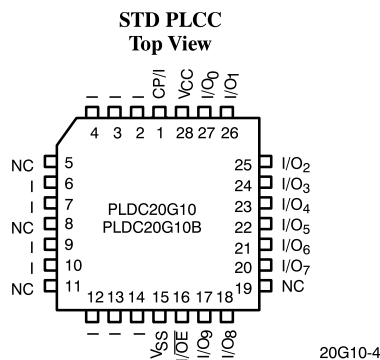 STD PLCC
Top View
I I I CP/I VCC I/O0 I/O1
4 3 2 1 28 27 26
NC 5 25 I/O2
I 6 24 I/O3
I 7 23 I/O4
NC 8 22 I/O5
I 9 21 I/O6
I 10 20 I/O7
NC 11 19 NC
PLDC20G10
PLDC20G10B
12 13 14 15 16 17 18
I I I VSS I/OE I/O9 I/O8
20G10-4